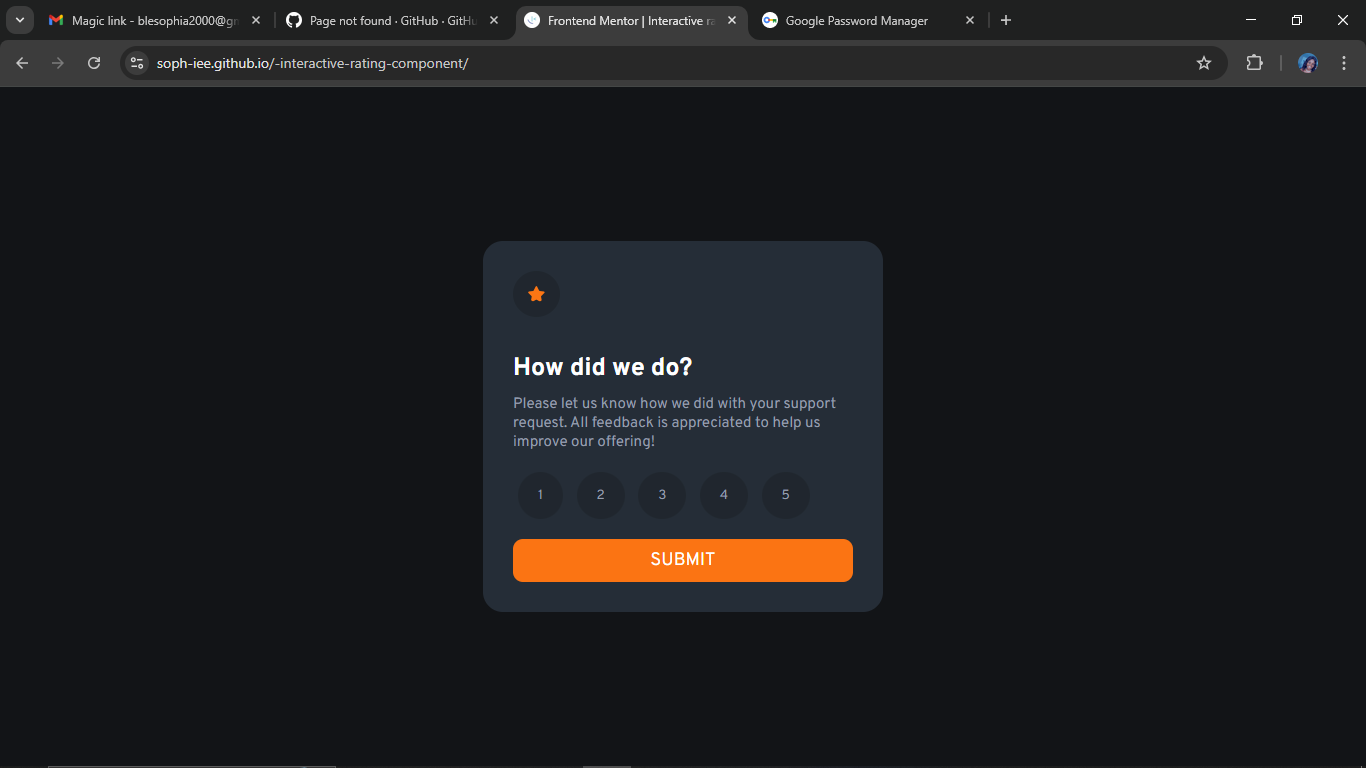 Magic link - blesophia2000@gm
Page not found · GitHub · GitHu
Frontend Mentor | Interactive ra
Google Password Manager
soph-iee.github.io/-interactive-rating-component/
How did we do?
Please let us know how we did with your support
request. All feedback is appreciated to help us
improve our offering!
1 2 3 4 5
SUBMIT